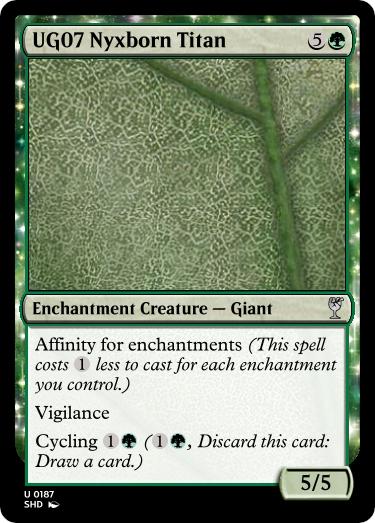 UG07 Nyxborn Titan 5
Enchantment Creature — Giant
Affinity for enchantments (This spell
costs 1 less to cast for each enchantment
you control.)
Vigilance
Cycling 1 (1, Discard this card:
Draw a card.)
5/5
U 0187
SHD